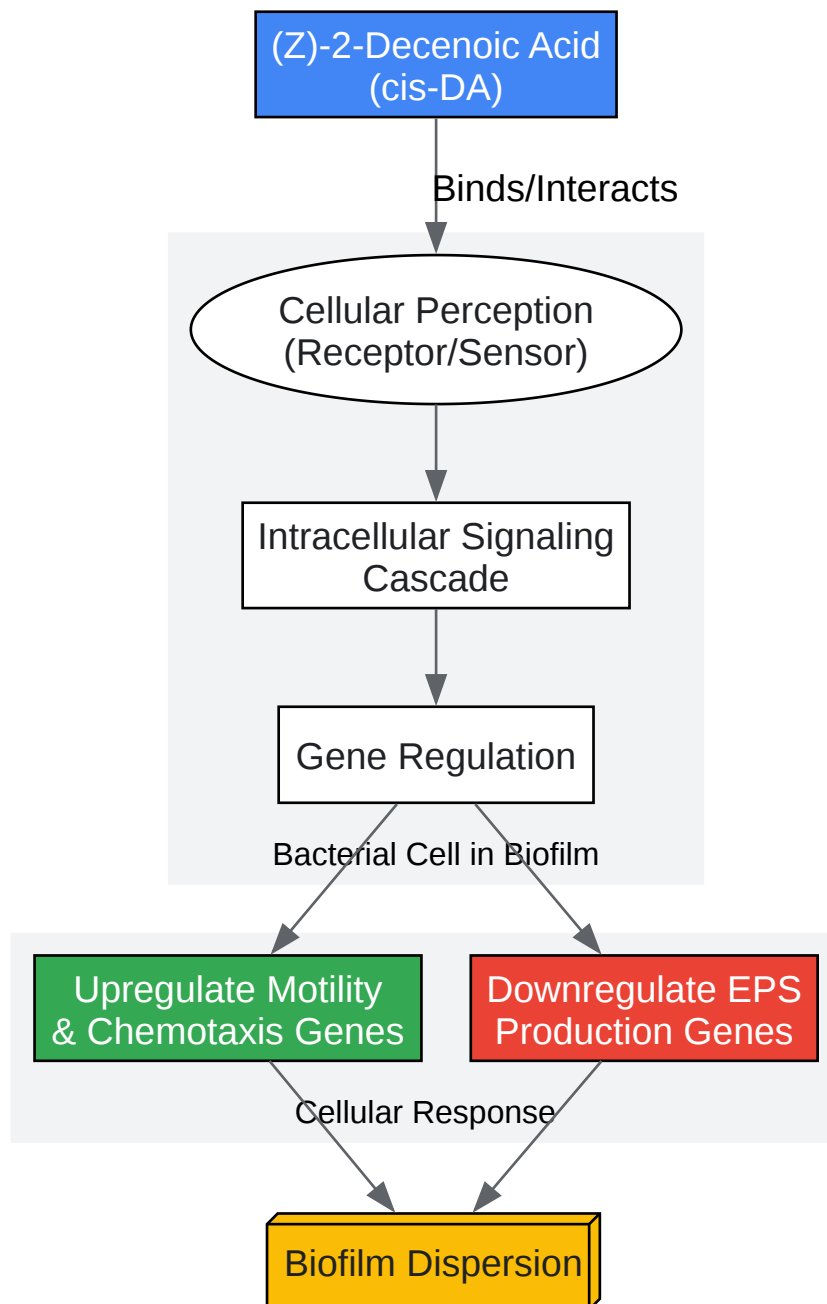 (Z)-2-Decenoic Acid
(cis-DA)
Binds/Interacts
Cellular Perception
(Receptor/Sensor)
Intracellular Signaling
Cascade
Gene Regulation
Bacterial Cell in Biofilm
Upregulate Motility
& Chemotaxis Genes
Downregulate EPS
Production Genes
Cellular Response
Biofilm Dispersion